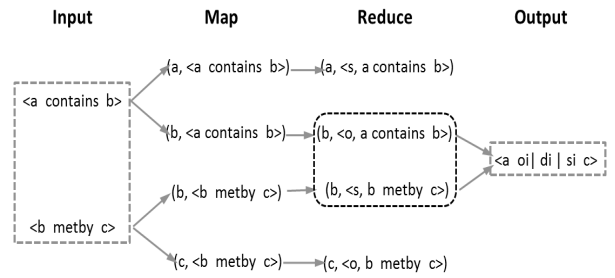 Input Map Reduce Output
(a, <a contains b>) (a, <s, a contains b>)
<a contains b>
(b, <a contains b>) (b, <o, a contains b>)
<a oi| di | si c>
(b, <b metby c>) (b, <s, b metby c>)
<b metby c>
(c, <b metby c>) (c, <o, b metby c>)